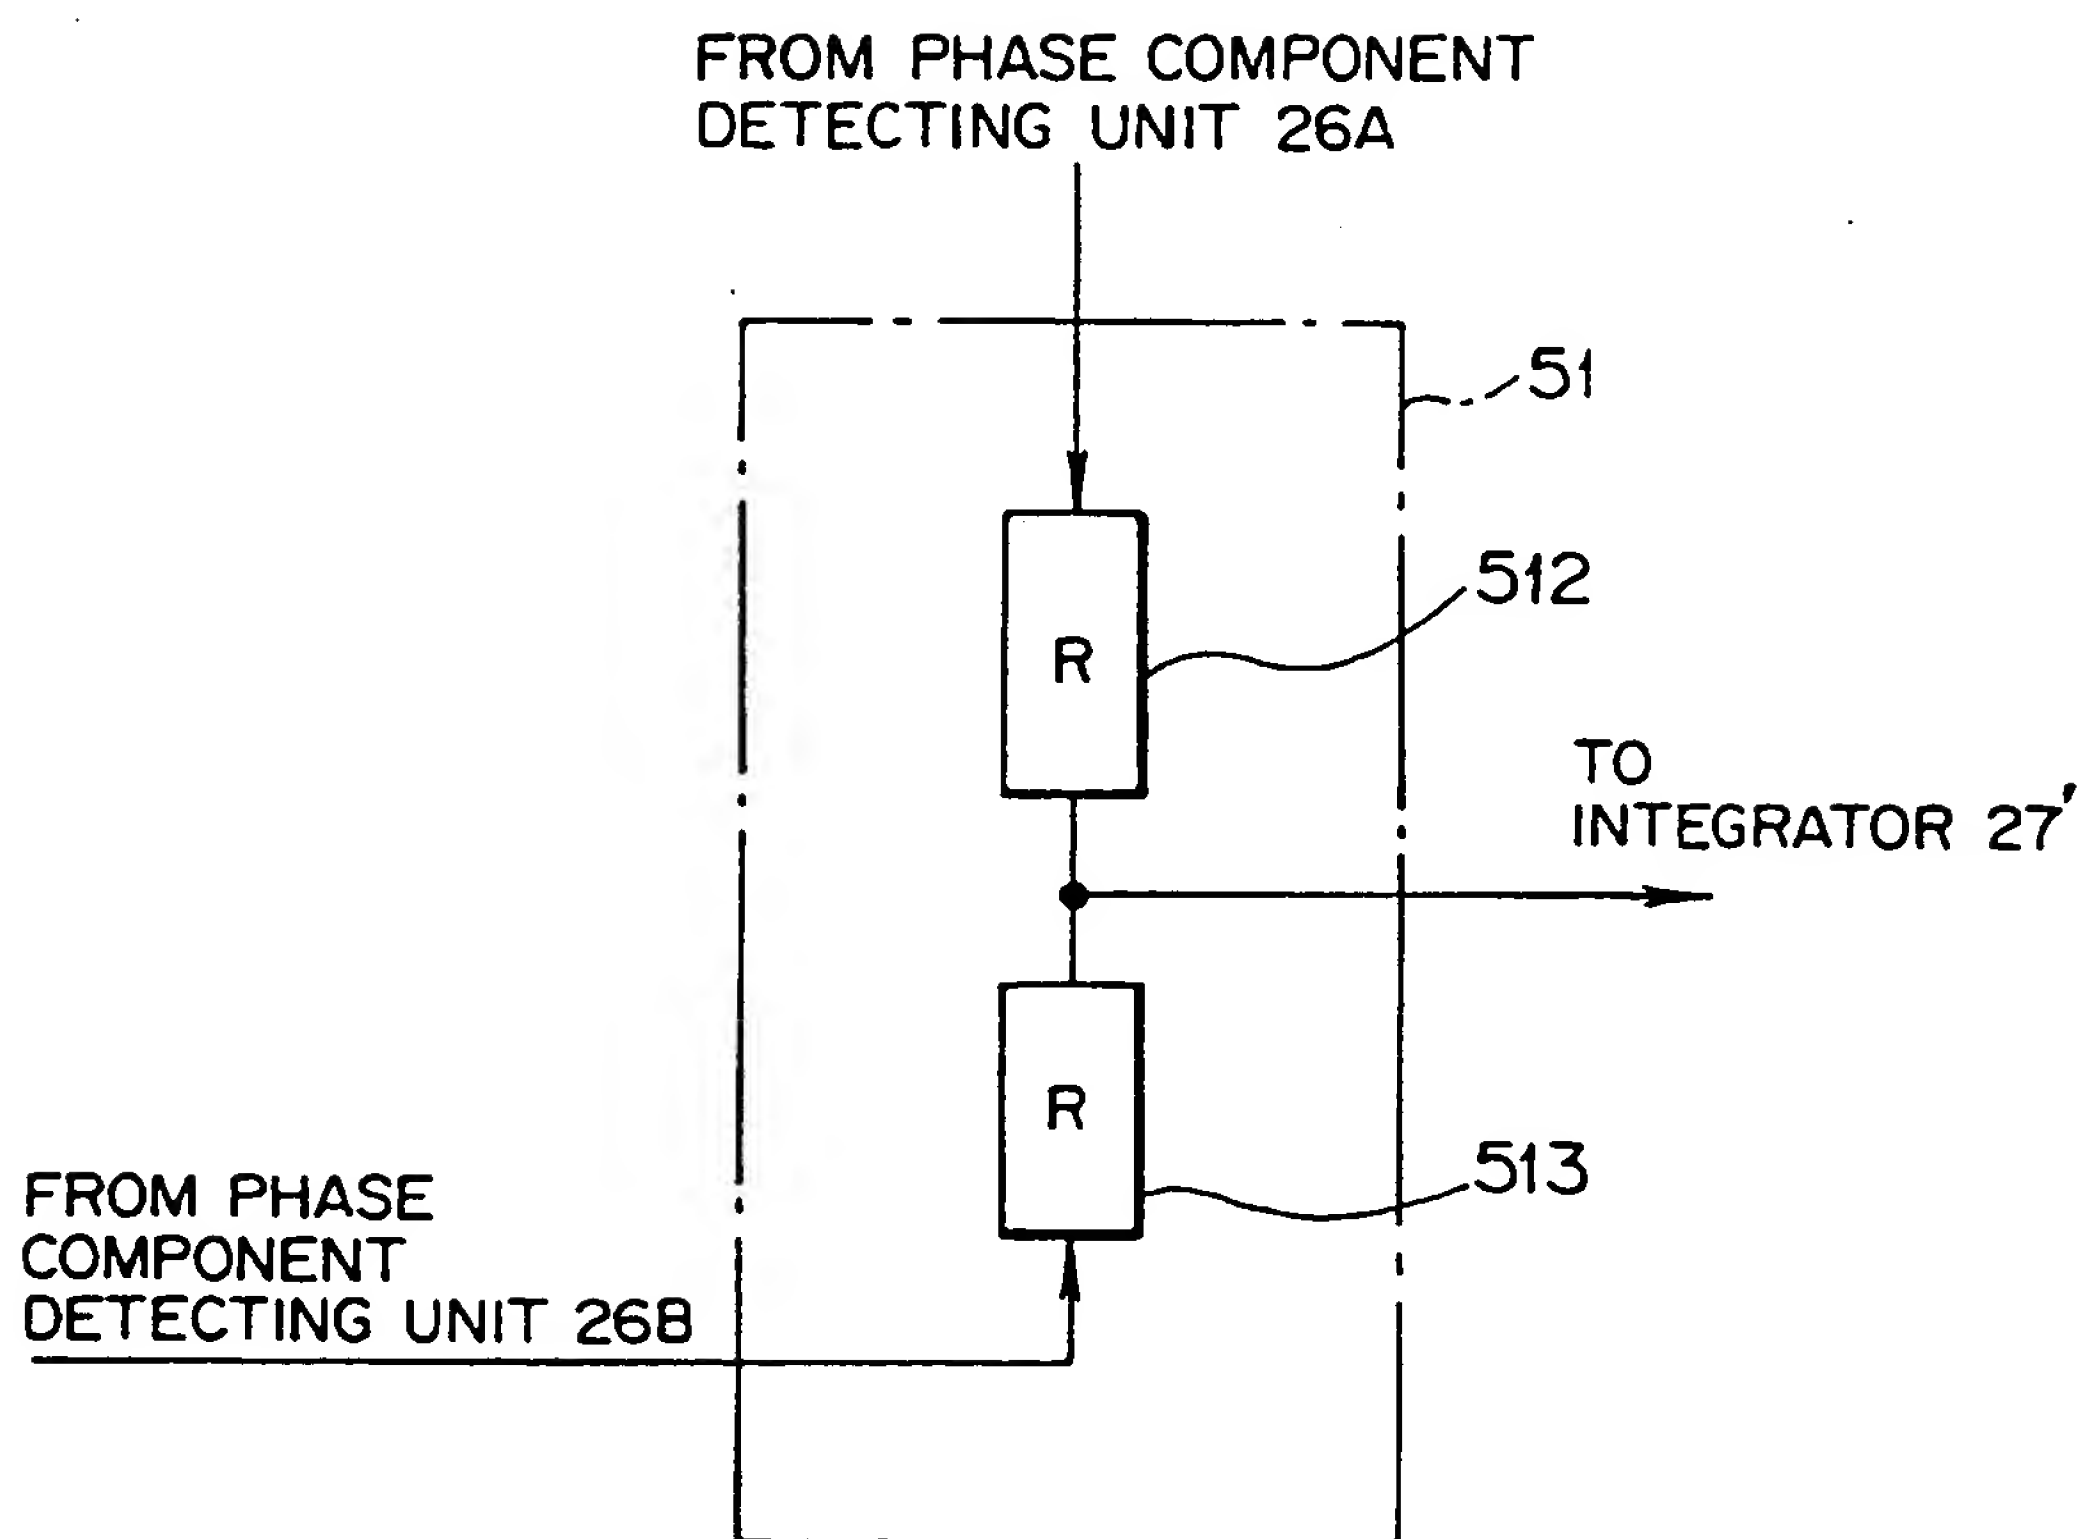 FROM PHASE COMPONENT
DETECTING UNIT 26A
51
512
R
TO
INTEGRATOR 27'
R
513
FROM PHASE
COMPONENT
DETECTING UNIT 26B